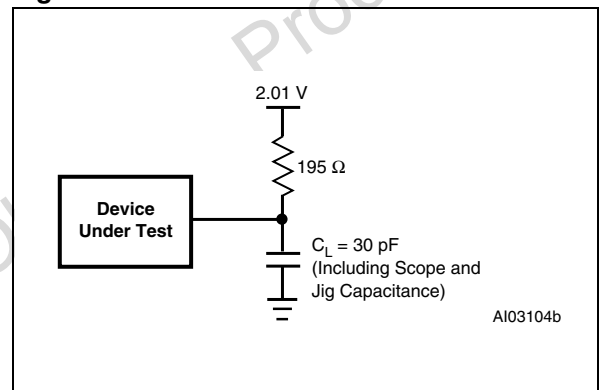 2.01 V
195 Ω
Device
Under Test
C_L = 30 pF
(Including Scope and
Jig Capacitance)
AI03104b